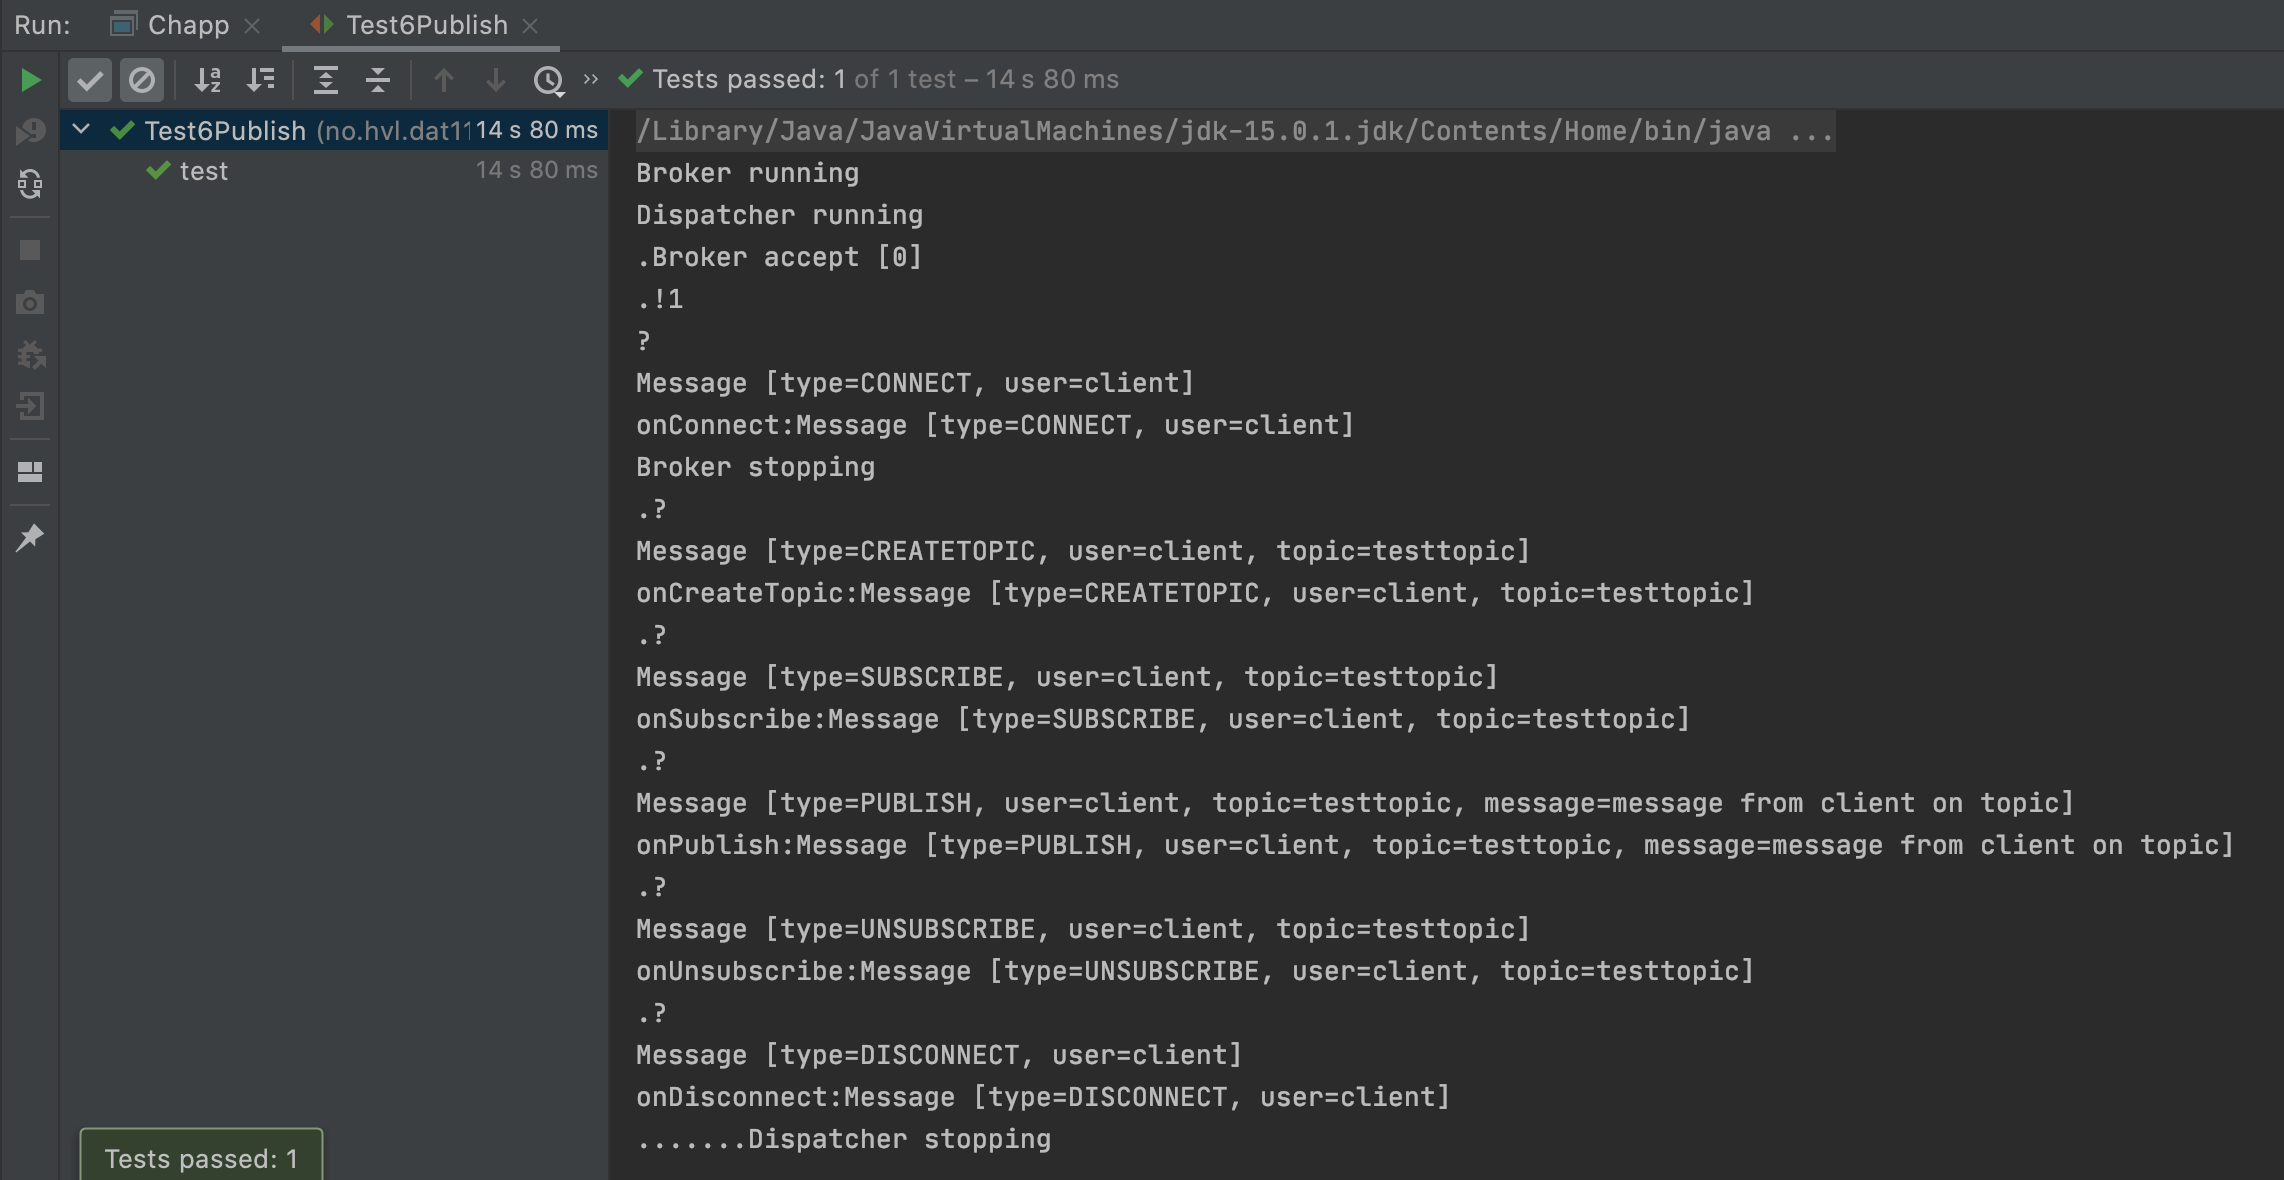 Run: Chapp Test6Publish
Tests passed: 1 of 1 test – 14 s 80 ms
Test6Publish (no.hvl.dat11 14 s 80 ms
test 14 s 80 ms
/Library/Java/JavaVirtualMachines/jdk-15.0.1.jdk/Contents/Home/bin/java ...
Broker running
Dispatcher running
.Broker accept [0]
.!1
?
Message [type=CONNECT, user=client]
onConnect:Message [type=CONNECT, user=client]
Broker stopping
.?
Message [type=CREATETOPIC, user=client, topic=testtopic]
onCreateTopic:Message [type=CREATETOPIC, user=client, topic=testtopic]
.?
Message [type=SUBSCRIBE, user=client, topic=testtopic]
onSubscribe:Message [type=SUBSCRIBE, user=client, topic=testtopic]
.?
Message [type=PUBLISH, user=client, topic=testtopic, message=message from client on topic]
onPublish:Message [type=PUBLISH, user=client, topic=testtopic, message=message from client on topic]
.?
Message [type=UNSUBSCRIBE, user=client, topic=testtopic]
onUnsubscribe:Message [type=UNSUBSCRIBE, user=client, topic=testtopic]
.?
Message [type=DISCONNECT, user=client]
onDisconnect:Message [type=DISCONNECT, user=client]
.......Dispatcher stopping
Tests passed: 1